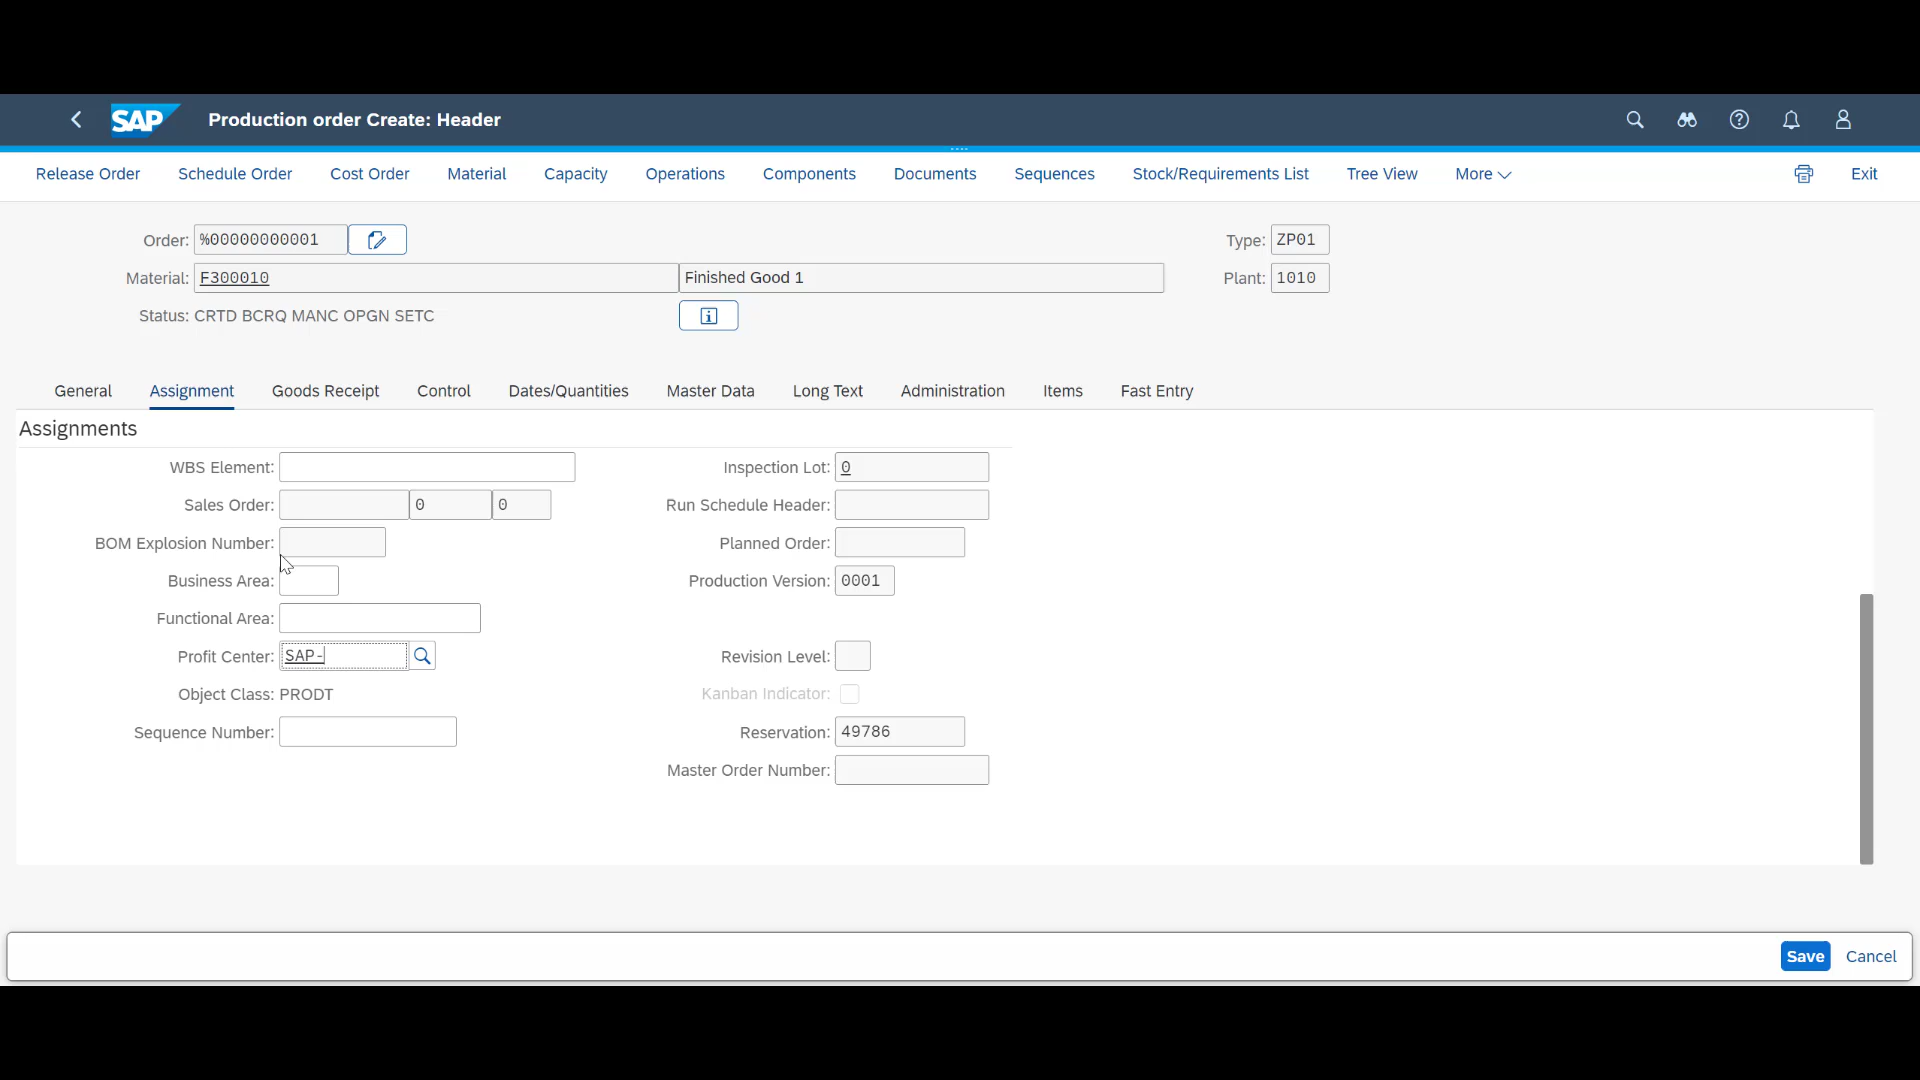 SAP Production order Create: Header
Release Order Schedule Order Cost Order Material Capacity Operations Components Documents Sequences Stock/Requirements List Tree View More Exit
Order: %00000000001 Type: ZP01
Material: F300010 Finished Good 1 Plant: 1010
Status: CRTD BCRQ MANC OPGN SETC
General Assignment Goods Receipt Control Dates/Quantities Master Data Long Text Administration Items Fast Entry
Assignments
WBS Element: Inspection Lot: 0
Sales Order: 0 0 Run Schedule Header:
BOM Explosion Number: Planned Order:
Business Area: Production Version: 0001
Functional Area:
Profit Center: SAP- Revision Level:
Object Class: PRODT Kanban Indicator:
Sequence Number: Reservation: 49786
Master Order Number:
Save Cancel